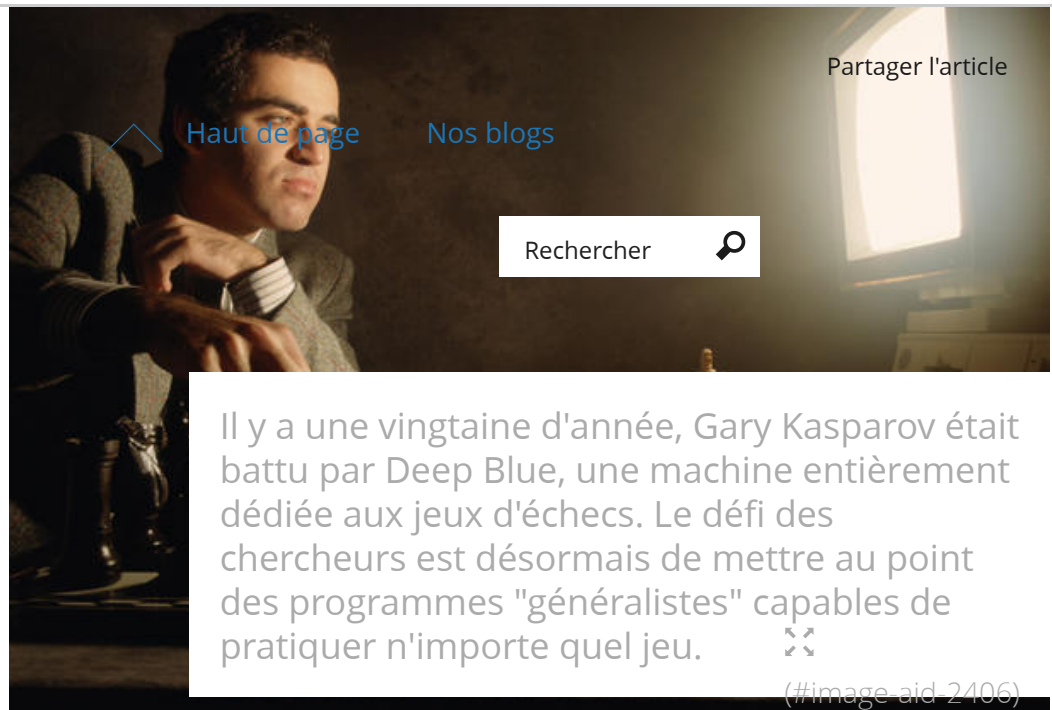 Partager l'article
Haut de page
Nos blogs
Rechercher
Il y a une vingtaine d'année, Gary Kasparov était
battu par Deep Blue, une machine entièrement
dédiée aux jeux d'échecs. Le défi des
chercheurs est désormais de mettre au point
des programmes "généralistes" capables de
pratiquer n'importe quel jeu.
(#image-aid-2406)